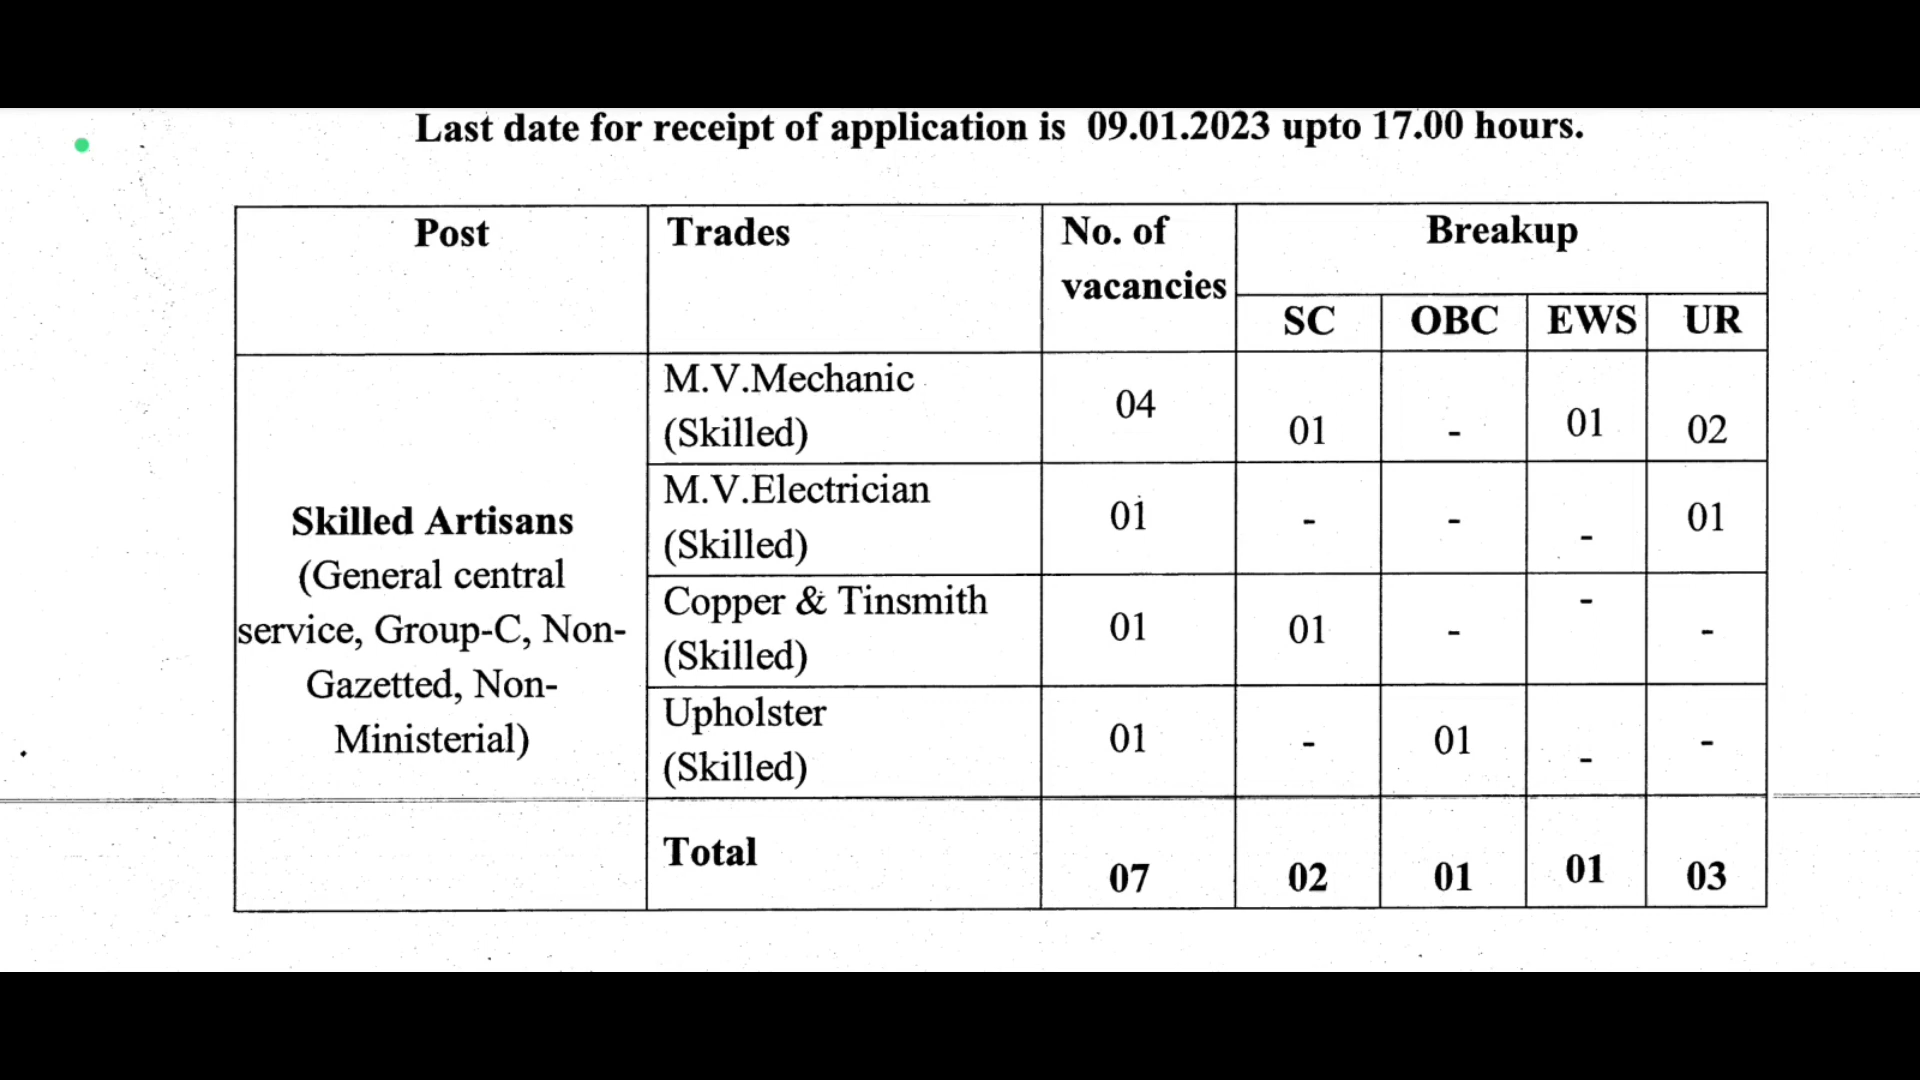 Last date for receipt of application is 09.01.2023 upto 17.00 hours.
Post Trades No. of vacancies Breakup
SC OBC EWS UR
Skilled Artisans
(General central
service, Group-C, Non-
Gazetted, Non-
Ministerial)
M.V.Mechanic
(Skilled)
04 01 - 01 02
M.V.Electrician
(Skilled)
01 - - - 01
Copper & Tinsmith
(Skilled)
01 01 - - -
Upholster
(Skilled)
01 - 01 - -
Total 07 02 01 01 03